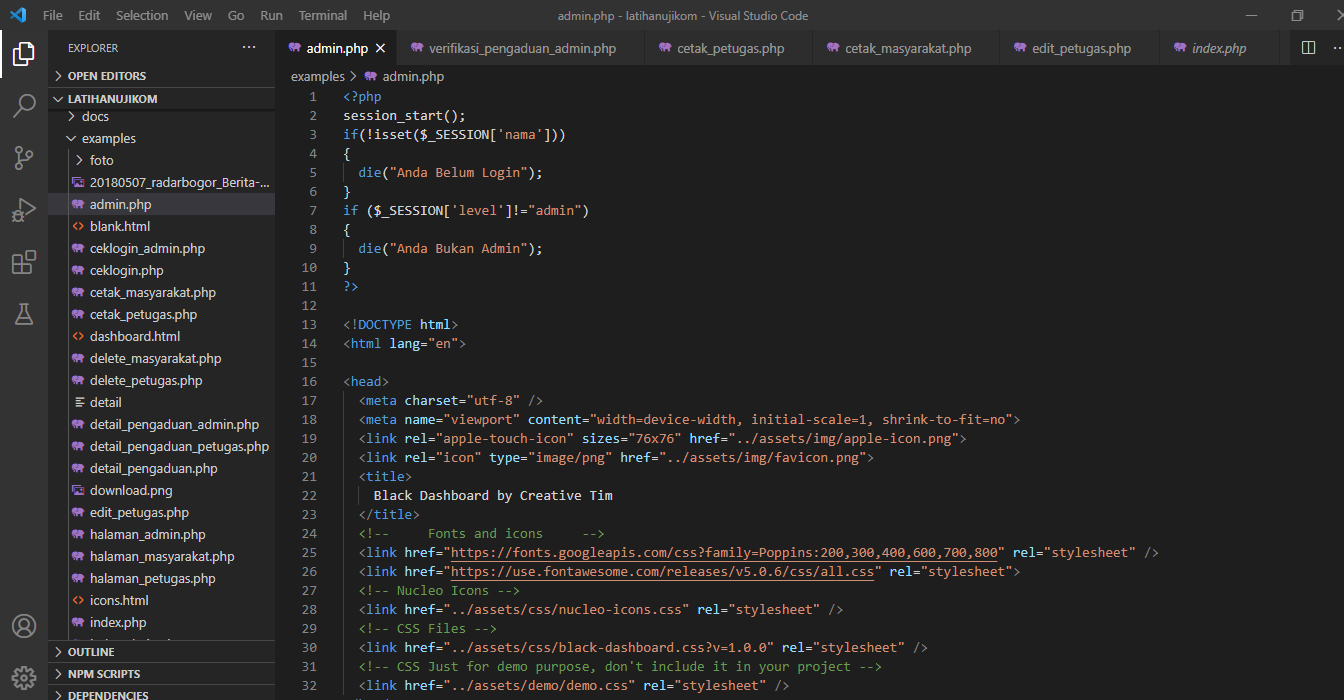 File Edit Selection View Go Run Terminal Help
admin.php - latihanujikom - Visual Studio Code
EXPLORER
OPEN EDITORS
LATIHANUJIKOM
docs
examples
foto
20180507_radarbogor_Berita-...
admin.php
blank.html
ceklogin_admin.php
ceklogin.php
cetak_masyarakat.php
cetak_petugas.php
dashboard.html
delete_masyarakat.php
delete_petugas.php
detail
detail_pengaduan_admin.php
detail_pengaduan_petugas.php
detail_pengaduan.php
download.png
edit_petugas.php
halaman_admin.php
halaman_masyarakat.php
halaman_petugas.php
icons.html
index.php
OUTLINE
NPM SCRIPTS
DEPENDENCIES
admin.php verifikasi_pengaduan_admin.php cetak_petugas.php cetak_masyarakat.php edit_petugas.php index.php
examples > admin.php
1 <?php
2 session_start();
3 if(!isset($_SESSION['nama']))
4 {
5 die("Anda Belum Login");
6 }
7 if ($_SESSION['level']!="admin")
8 {
9 die("Anda Bukan Admin");
10 }
11 ?>
12
13 <!DOCTYPE html>
14 <html lang="en">
15
16 <head>
17 <meta charset="utf-8" />
18 <meta name="viewport" content="width=device-width, initial-scale=1, shrink-to-fit=no">
19 <link rel="apple-touch-icon" sizes="76x76" href="../assets/img/apple-icon.png">
20 <link rel="icon" type="image/png" href="../assets/img/favicon.png">
21 <title>
22 Black Dashboard by Creative Tim
23 </title>
24 <!--     Fonts and icons     -->
25 <link href="https://fonts.googleapis.com/css?family=Poppins:200,300,400,600,700,800" rel="stylesheet" />
26 <link href="https://use.fontawesome.com/releases/v5.0.6/css/all.css" rel="stylesheet">
27 <!-- Nucleo Icons -->
28 <link href="../assets/css/nucleo-icons.css" rel="stylesheet" />
29 <!-- CSS Files -->
30 <link href="../assets/css/black-dashboard.css?v=1.0.0" rel="stylesheet" />
31 <!-- CSS Just for demo purpose, don't include it in your project -->
32 <link href="../assets/demo/demo.css" rel="stylesheet" />